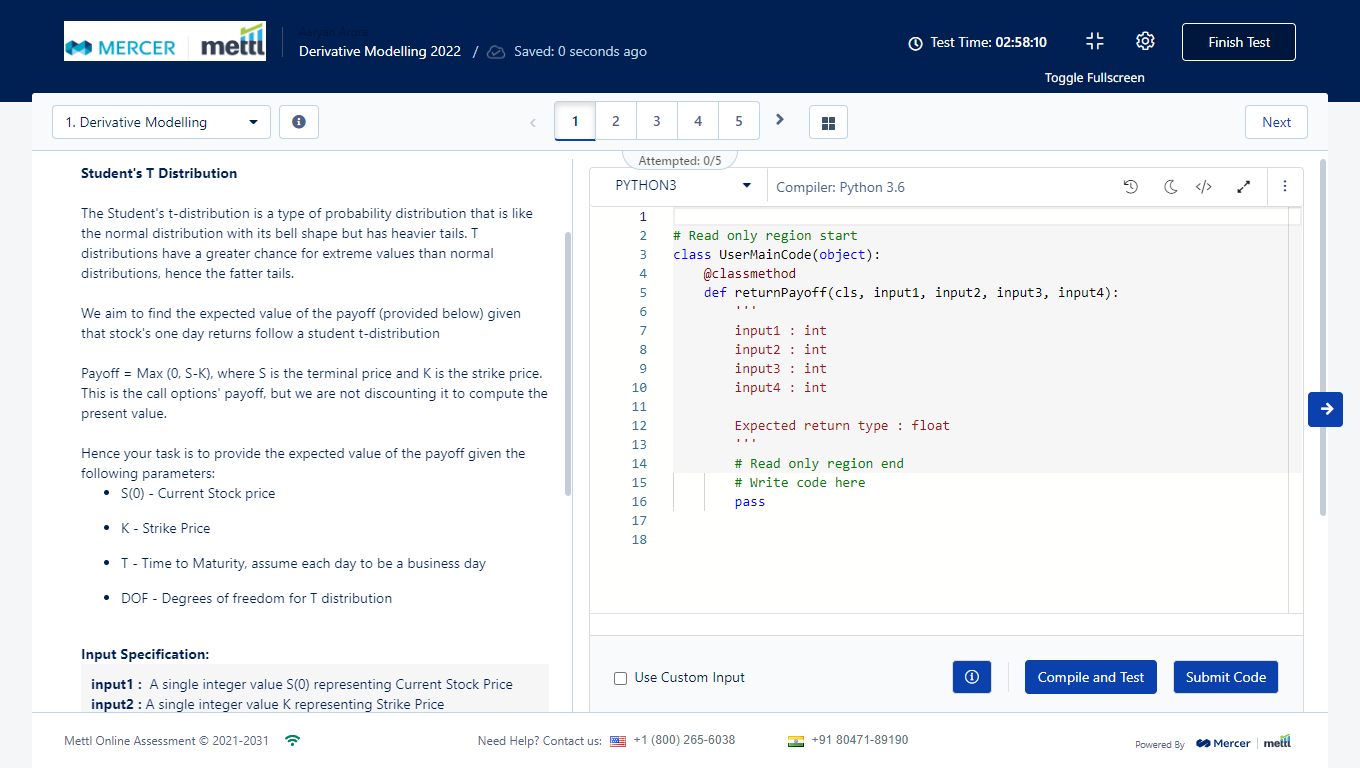 MERCER
mettl
Derivative Modelling 2022 / Saved: 0 seconds ago
Test Time: 02:58:10
Finish Test
Toggle Fullscreen
1. Derivative Modelling
1 2 3 4 5
Next
Attempted: 0/5
Student's T Distribution
The Student's t-distribution is a type of probability distribution that is like
the normal distribution with its bell shape but has heavier tails. T
distributions have a greater chance for extreme values than normal
distributions, hence the fatter tails.
We aim to find the expected value of the payoff (provided below) given
that stock's one day returns follow a student t-distribution
Payoff = Max (0, S-K), where S is the terminal price and K is the strike price.
This is the call options' payoff, but we are not discounting it to compute the
present value.
Hence your task is to provide the expected value of the payoff given the
following parameters:
• S(0) - Current Stock price
• K - Strike Price
• T - Time to Maturity, assume each day to be a business day
• DOF - Degrees of freedom for T distribution
Input Specification:
input1 : A single integer value S(0) representing Current Stock Price
input2 : A single integer value K representing Strike Price
PYTHON3
Compiler: Python 3.6
1
2 # Read only region start
3 class UserMainCode(object):
4 @classmethod
5 def returnPayoff(cls, input1, input2, input3, input4):
6 '''
7 input1 : int
8 input2 : int
9 input3 : int
10 input4 : int
11
12 Expected return type : float
13 '''
14 # Read only region end
15 # Write code here
16 pass
17
18
Use Custom Input
Compile and Test
Submit Code
Mettl Online Assessment © 2021-2031
Need Help? Contact us: +1 (800) 265-6038
+91 80471-89190
Powered By Mercer mettl